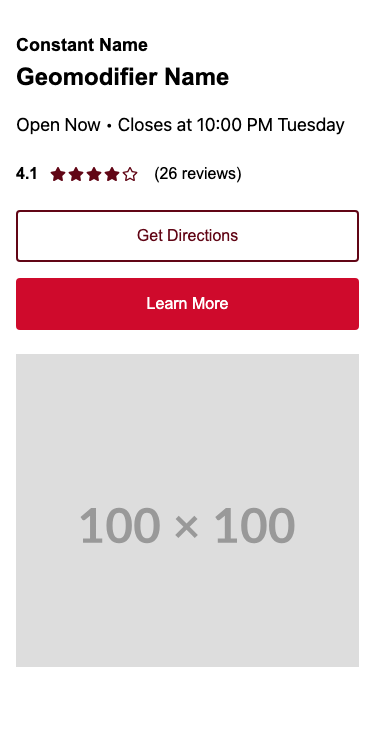 Constant Name
Geomodifier Name
Open Now • Closes at 10:00 PM Tuesday
4.1 (26 reviews)
Get Directions
Learn More
100 × 100